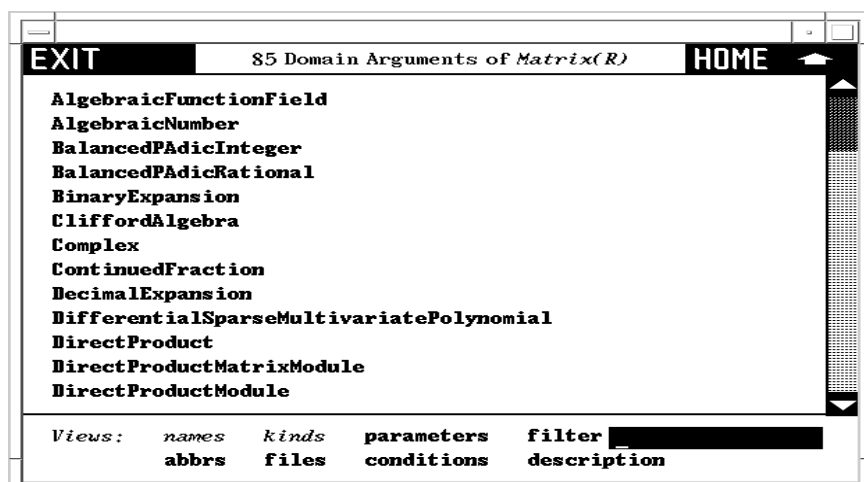 EXIT 85 Domain Arguments of Matrix(R) HOME
AlgebraicFunctionField
AlgebraicNumber
BalancedPAdicInteger
BalancedPAdicRational
BinaryExpansion
CliffordAlgebra
Complex
ContinuedFraction
DecimalExpansion
DifferentialSparseMultivariatePolynomial
DirectProduct
DirectProductMatrixModule
DirectProductModule
Views: names kinds parameters filter
abbrs files conditions description